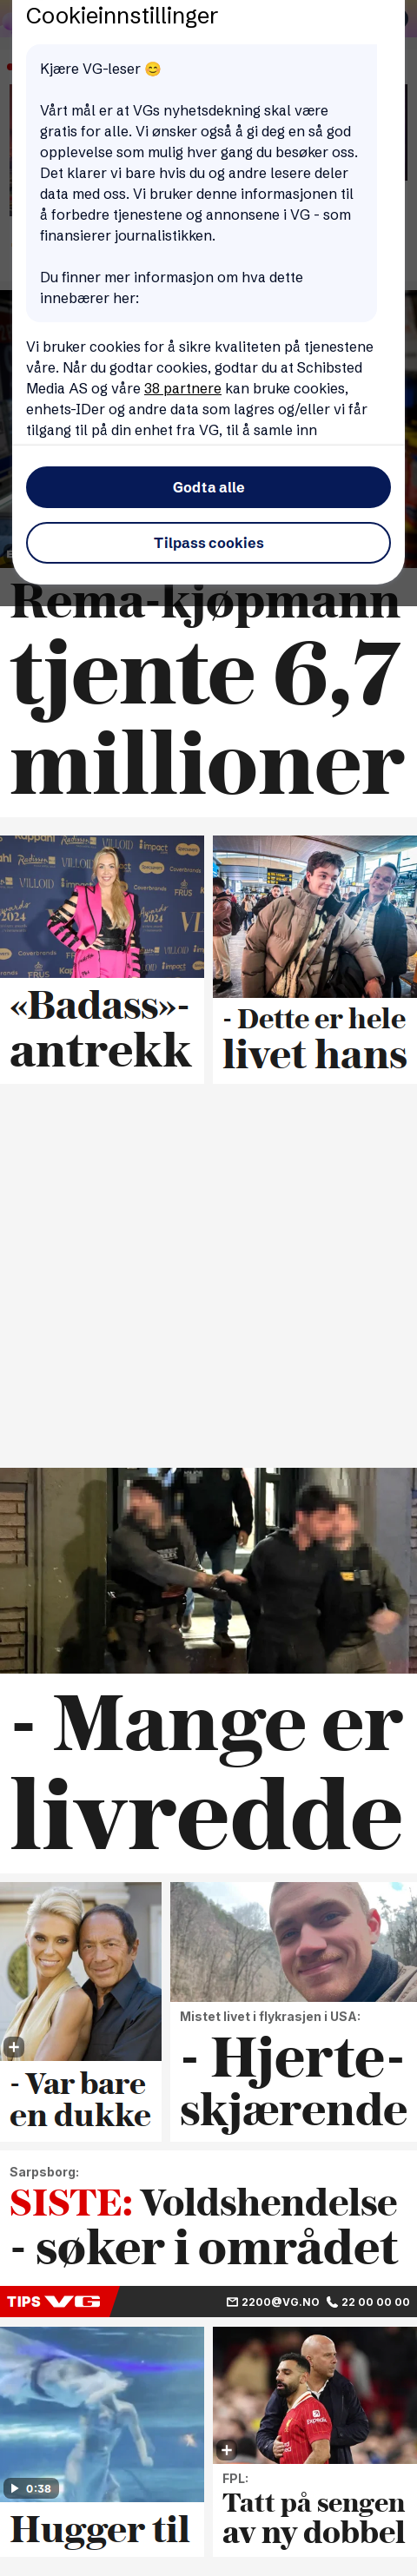 Cookieinnstillinger
Kjære VG-leser 😊
Vårt mål er at VGs nyhetsdekning skal være
gratis for alle. Vi ønsker også å gi deg en så god
opplevelse som mulig hver gang du besøker oss.
Det klarer vi bare hvis du og andre lesere deler
data med oss. Vi bruker denne informasjonen til
å forbedre tjenestene og annonsene i VG - som
finansierer journalistikken.
Du finner mer informasjon om hva dette
innebærer her:
Vi bruker cookies for å sikre kvaliteten på tjenestene
våre. Når du godtar cookies, godtar du at Schibsted
Media AS og våre 38 partnere kan bruke cookies,
enhets-IDer og andre data som lagres og/eller vi får
tilgang til på din enhet fra VG, til å samle inn
Godta alle
Tilpass cookies
Rema-kjøpmann
tjente 6,7
millioner
«Badass»-
antrekk
- Dette er hele
livet hans
- Mange er
livredde
- Var bare
en dukke
Mistet livet i flykrasjen i USA:
- Hjerte-
skjærende
Sarpsborg:
SISTE: Voldshendelse
- søker i området
TIPS VG 2200@VG.NO 22 00 00 00
0:38
Hugger til
FPL:
Tatt på sengen
av ny dobbel